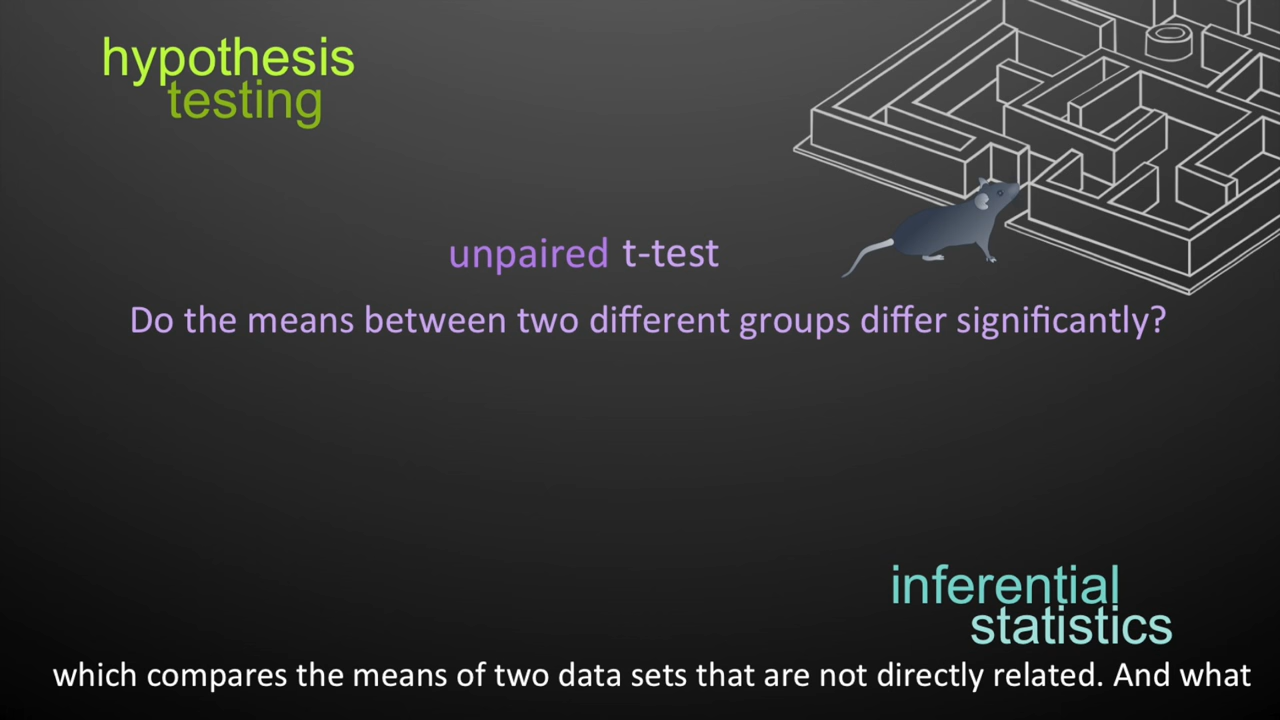 hypothesis
testing
unpaired t-test
Do the means between two different groups differ significantly?
inferential
statistics
which compares the means of two data sets that are not directly related. And what